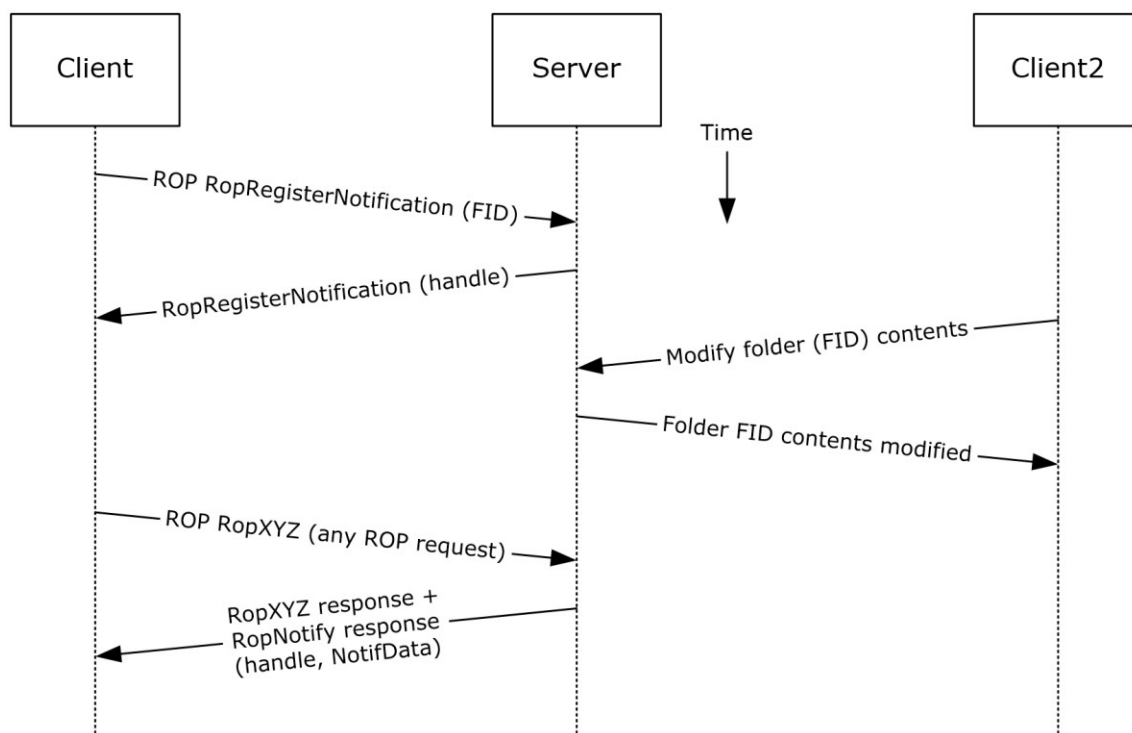 Client
Server
Client2
Time
ROP RopRegisterNotification (FID)
RopRegisterNotification (handle)
Modify folder (FID) contents
Folder FID contents modified
ROP RopXYZ (any ROP request)
RopXYZ response +
RopNotify response
(handle, NotifData)